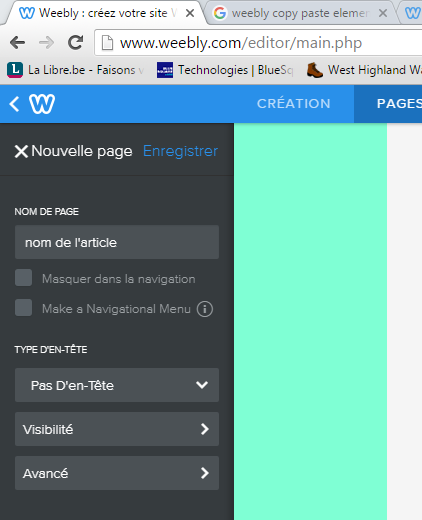 Weebly : créez votre site W
weebly copy paste elemen
www.weebly.com/editor/main.php
La Libre.be - Faisons v
Technologies | BlueSq
West Highland Wa
CRÉATION
PAGES
Nouvelle page
Enregistrer
NOM DE PAGE
nom de l'article
Masquer dans la navigation
Make a Navigational Menu
TYPE D'EN-TÊTE
Pas D'en-Tête
Visibilité
Avancé